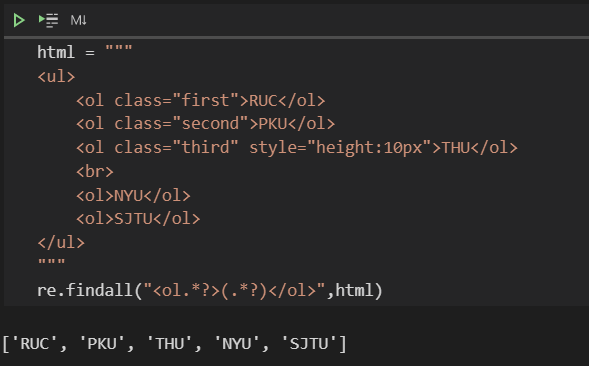 M↓
html = """
<ul>
    <ol class="first">RUC</ol>
    <ol class="second">PKU</ol>
    <ol class="third" style="height:10px">THU</ol>
    <br>
    <ol>NYU</ol>
    <ol>SJTU</ol>
</ul>
"""
re.findall("<ol.*?>(.*?)</ol>",html)
['RUC', 'PKU', 'THU', 'NYU', 'SJTU']